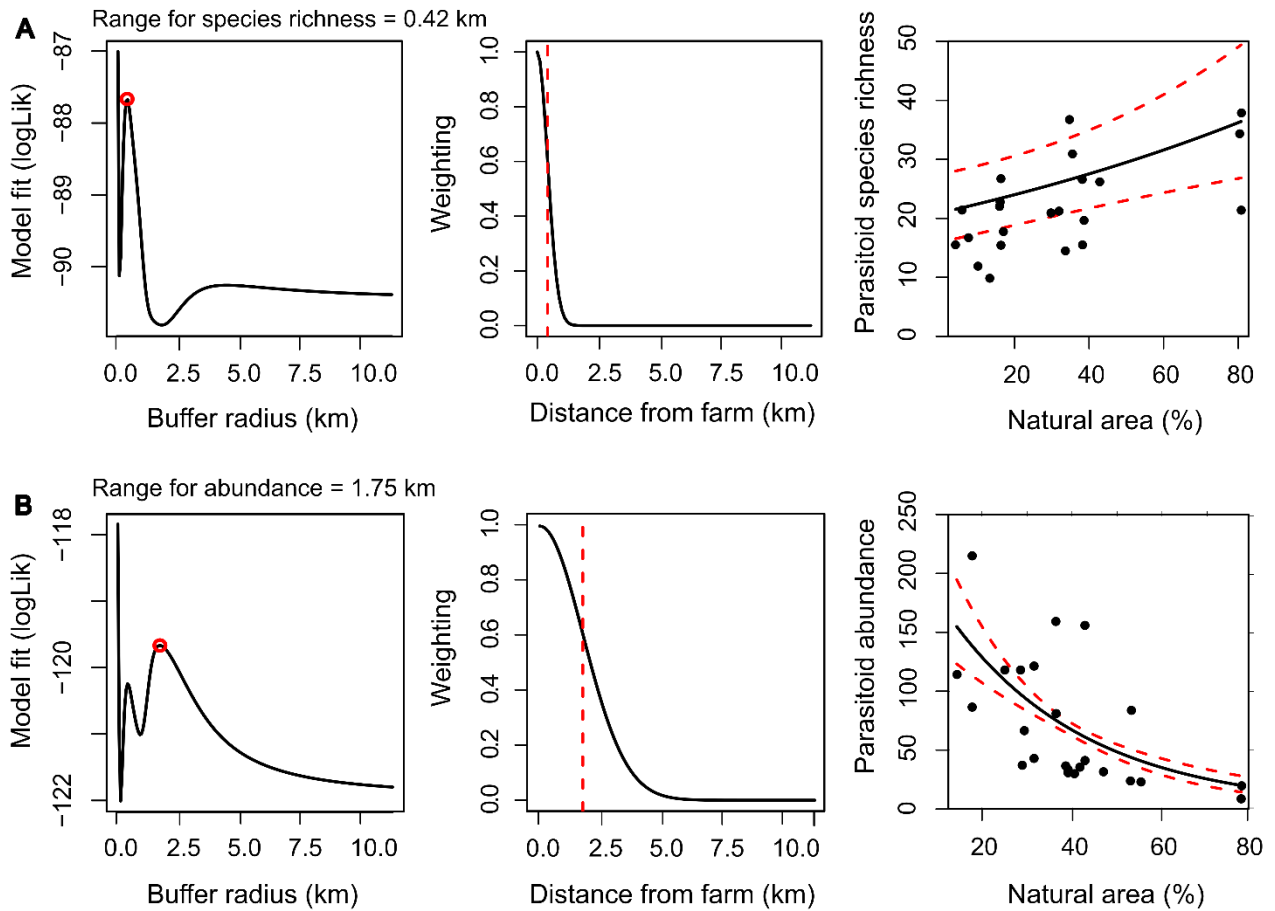 A
Range for species richness = 0.42 km
Model fit (logLik)
−87
−88
−89
−90
0.0 2.5 5.0 7.5 10.0
Buffer radius (km)
Weighting
1.0
0.8
0.6
0.4
0.2
0.0
0.0 2.5 5.0 7.5 10.0
Distance from farm (km)
Parasitoid species richness
50
40
30
20
10
0
20 40 60 80
Natural area (%)
B
Range for abundance = 1.75 km
Model fit (logLik)
−118
−120
−122
0.0 2.5 5.0 7.5 10.0
Buffer radius (km)
Weighting
1.0
0.8
0.6
0.4
0.2
0.0
0.0 2.5 5.0 7.5 10.0
Distance from farm (km)
Parasitoid abundance
250
200
150
100
50
0
20 40 60 80
Natural area (%)